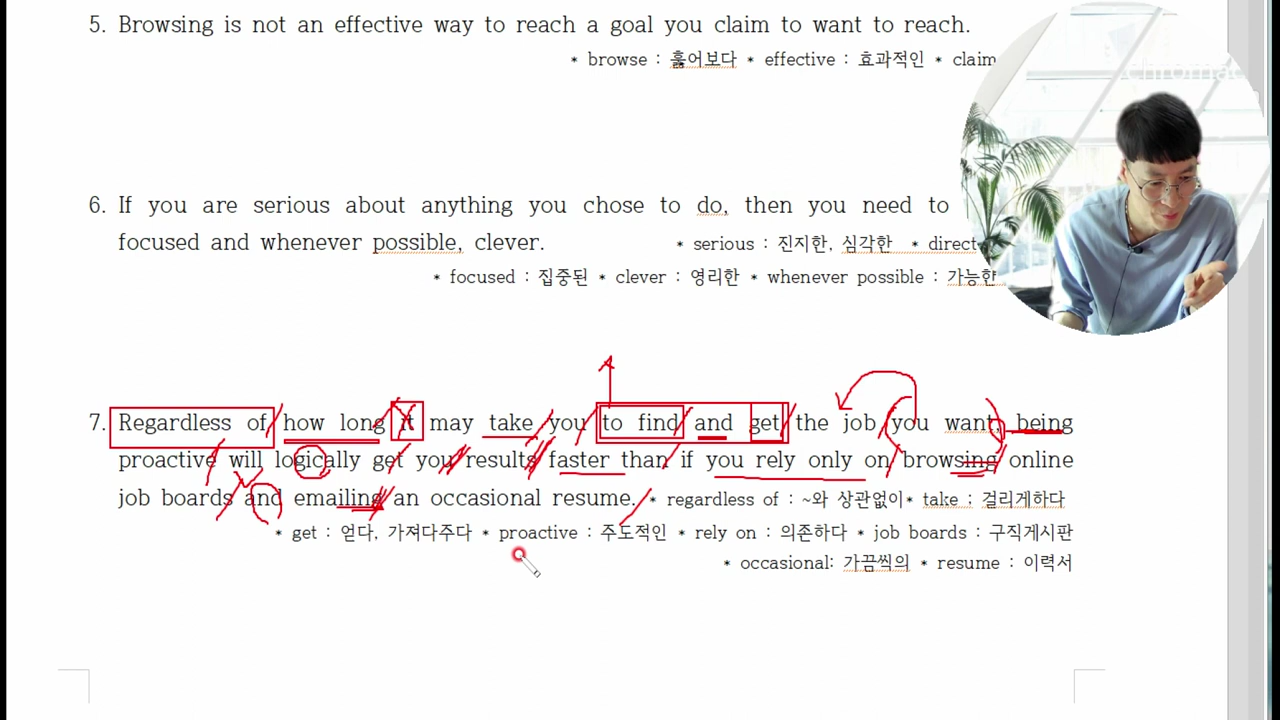 5. Browsing is not an effective way to reach a goal you claim to want to reach.
* browse : 훑어보다 * effective : 효과적인 * claim
6. If you are serious about anything you chose to do, then you need to
focused and whenever possible, clever. * serious : 진지한, 심각한 * direct
* focused : 집중된 * clever : 영리한 * whenever possible : 가능한
7. Regardless of how long it may take you to find and get the job you want, being
proactive will logically get you results faster than if you rely only on browsing online
job boards and emailing an occasional resume. * regardless of : ~와 상관없이* take : 걸리게하다
* get : 얻다, 가져다주다 * proactive : 주도적인 * rely on : 의존하다 * job boards : 구직게시판
* occasional: 가끔씩의 * resume : 이력서